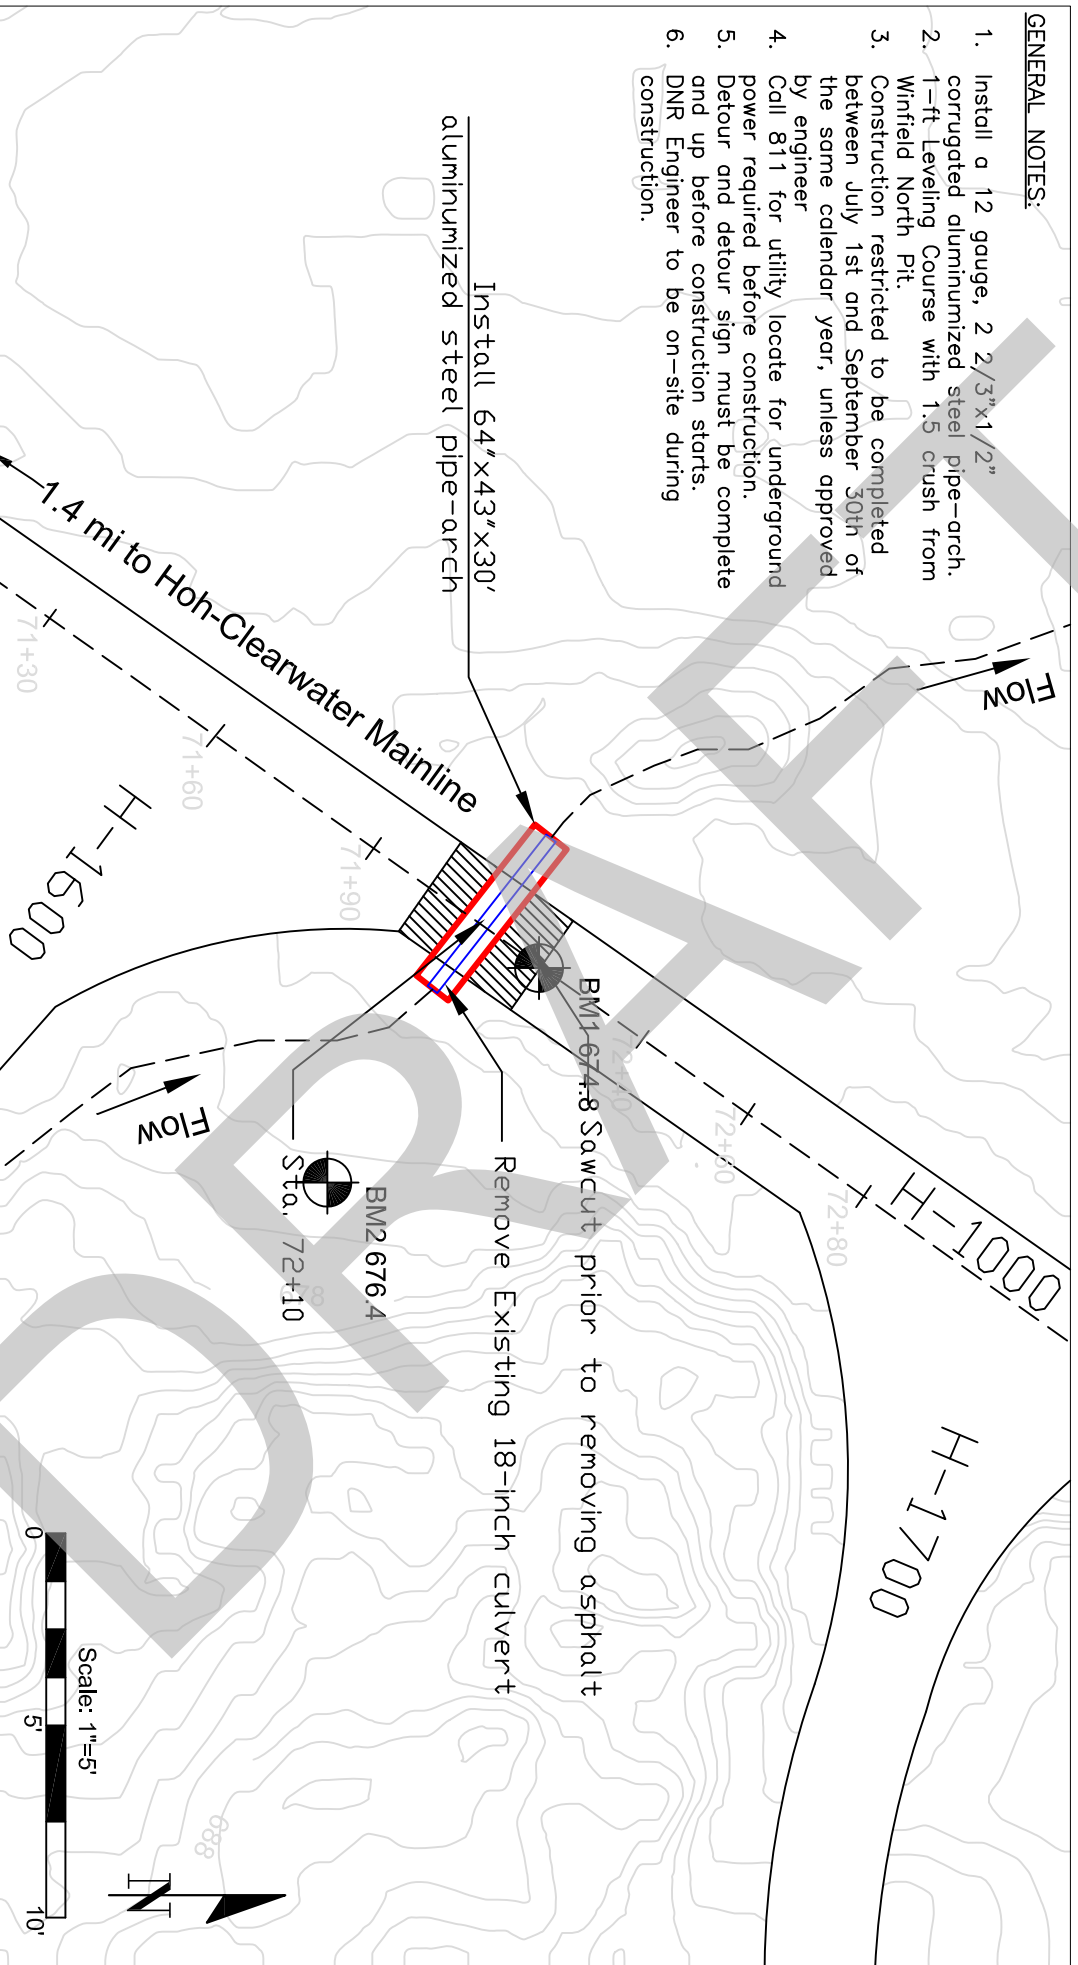 GENERAL NOTES:
1. Install a 12 gauge, 2 2/3"x1/2"
corrugated aluminumized steel pipe-arch.
2. 1-ft Leveling Course with 1.5 crush from
Winfield North Pit.
3. Construction restricted to be completed
between July 1st and September 30th of
the same calendar year, unless approved
by engineer
4. Call 811 for utility locate for underground
power required before construction.
5. Detour and detour sign must be complete
and up before construction starts.
6. DNR Engineer to be on-site during
construction.
Install 64"x43"x30'
aluminumized steel pipe-arch
1.4 mi to Hoh-Clearwater Mainline
Flow
H-1000
H-1700
H-1600
71+30
71+60
71+90
72+60
72+80
BM1 674.8
Sawcut prior to removing asphalt
Remove Existing 18-inch culvert
BM2 676.4
Sta. 72+10
678
Flow
688
Scale: 1"=5'
0 5' 10'
N
DRAFT